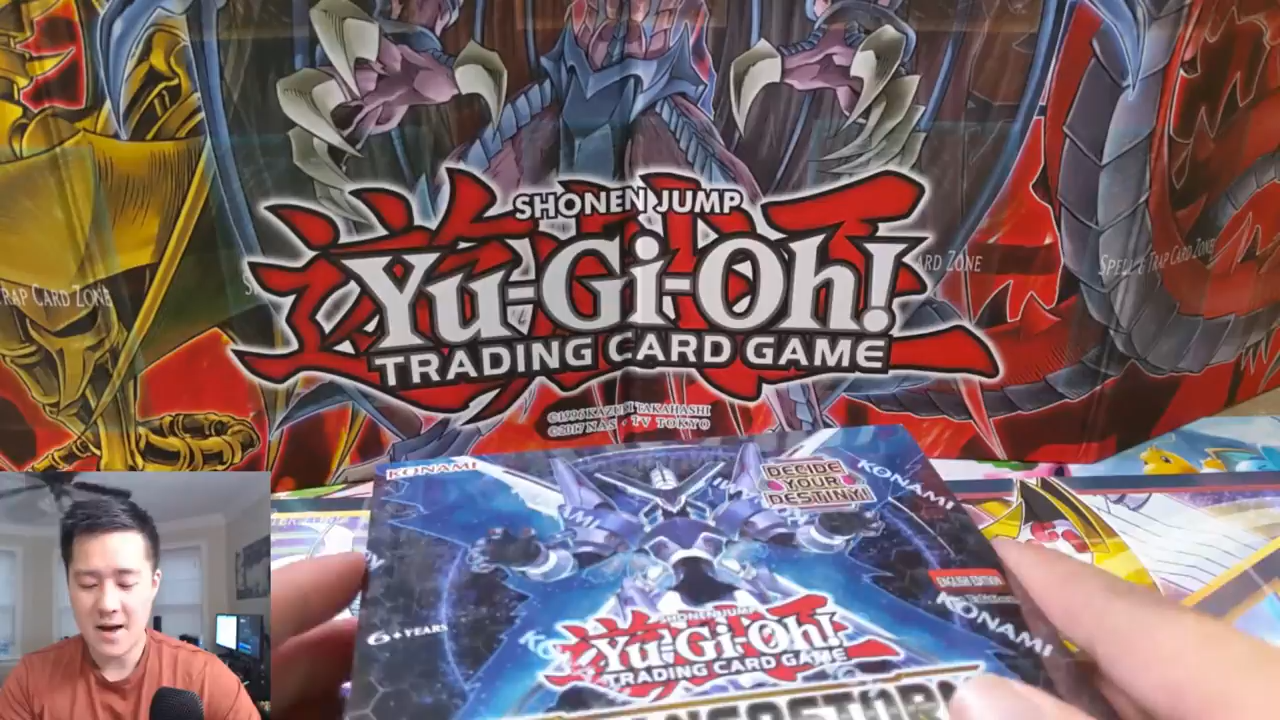 SHONEN JUMP
Yu-Gi-Oh!
TRADING CARD GAME
TRAP CARD ZONE
ARD ZONE
SPELL & TRAP CARD ZONE
©1996 KAZUKI TAKAHASHI
©2017 NAS • TV TOKYO
KONAMI
DECIDE
YOUR
DESTINY!
KONAMI
ENGLISH EDITION
KONAMI
6+ YEARS
SHONEN JUMP
Yu-Gi-Oh!
TRADING CARD GAME